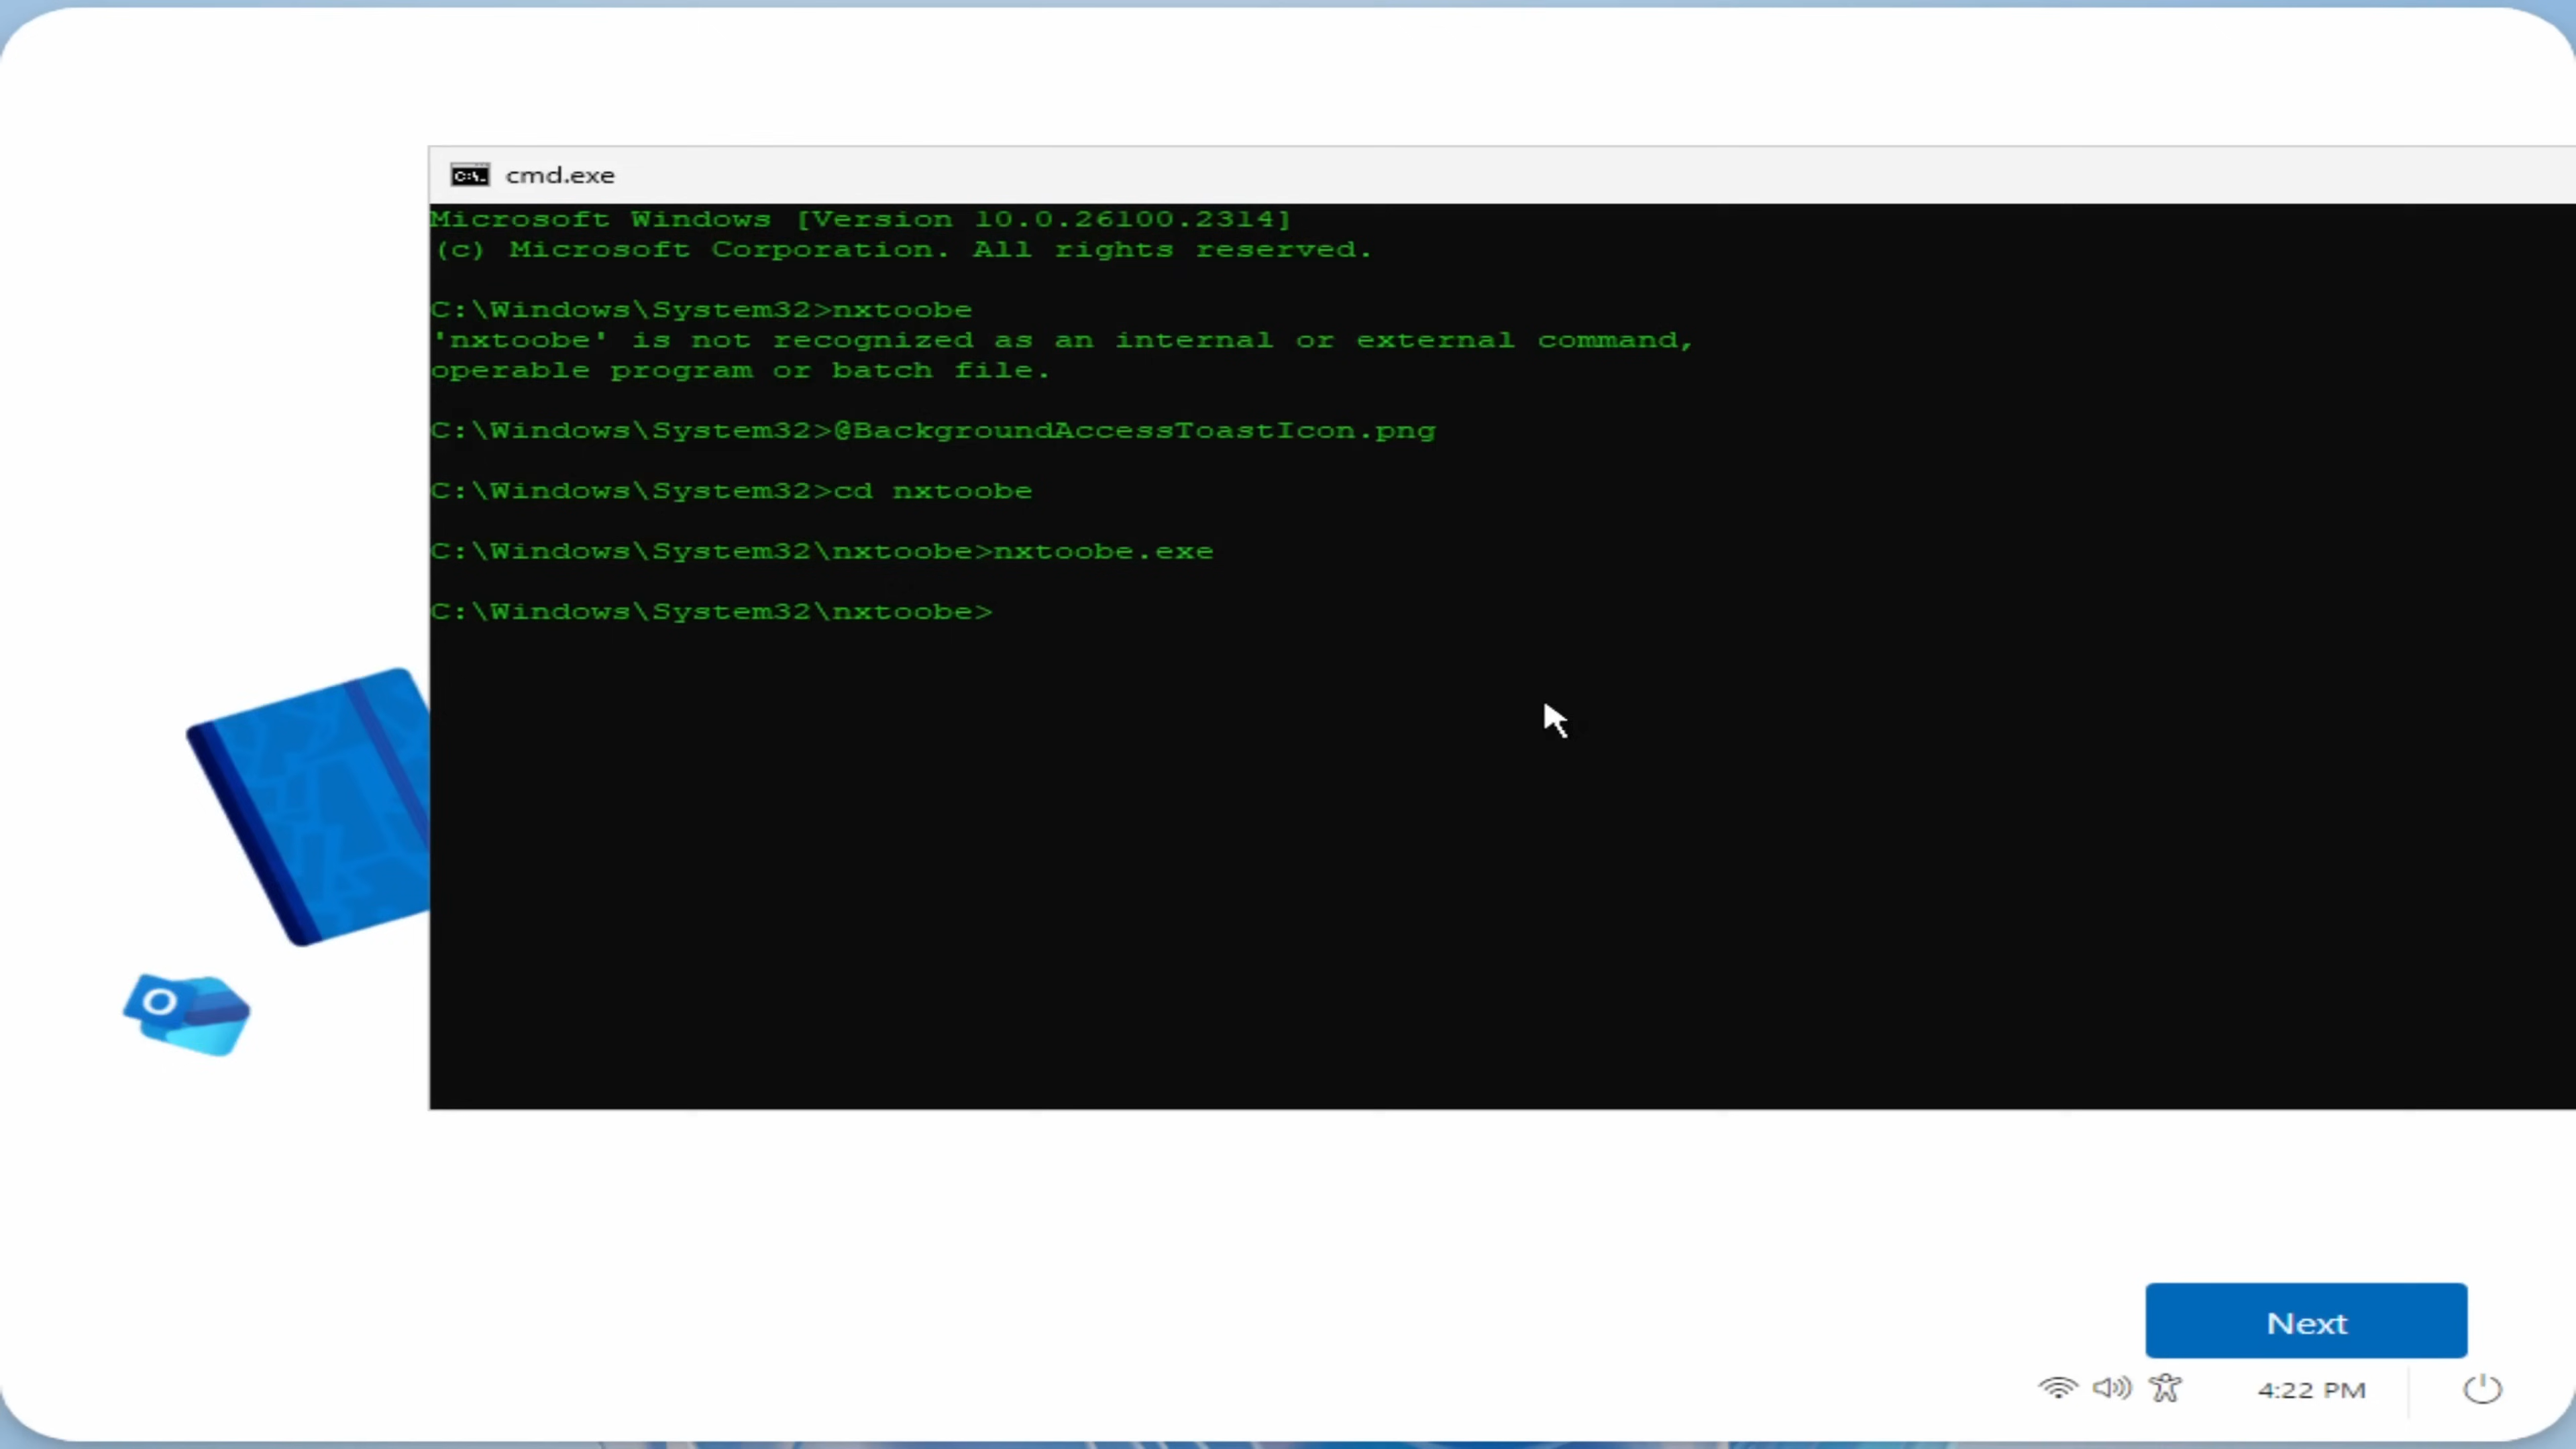 cmd.exe
Microsoft Windows [Version 10.0.26100.2314]
(c) Microsoft Corporation. All rights reserved.
C:\Windows\System32>nxtoobe
'nxtoobe' is not recognized as an internal or external command,
operable program or batch file.
C:\Windows\System32>@BackgroundAccessToastIcon.png
C:\Windows\System32>cd nxtoobe
C:\Windows\System32\nxtoobe>nxtoobe.exe
C:\Windows\System32\nxtoobe>
Next
4:22 PM